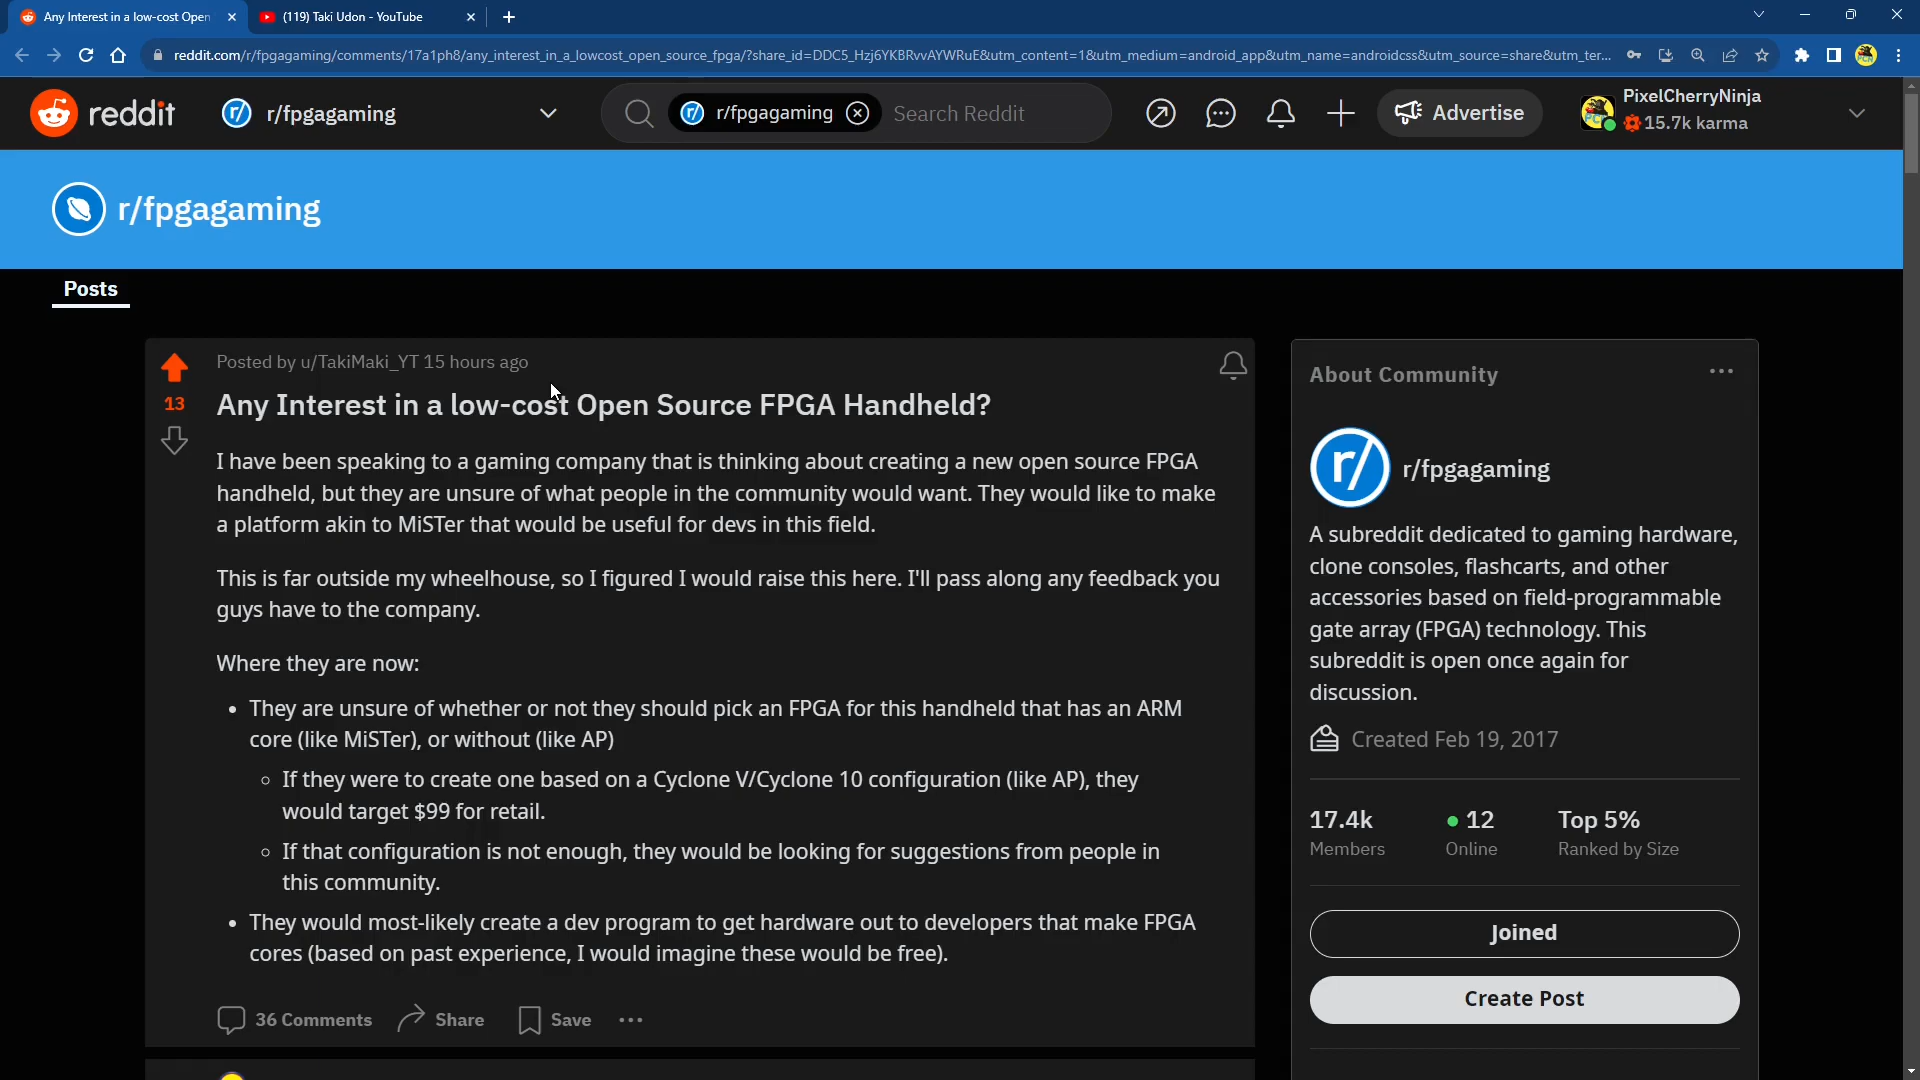 Any Interest in a low-cost Open
(119) Taki Udon - YouTube
reddit.com/r/fpgagaming/comments/17a1ph8/any_interest_in_a_lowcost_open_source_fpga/?share_id=DDC5_Hzj6YKBRvvAYWRuE&utm_content=1&utm_medium=android_app&utm_name=androidcss&utm_source=share&utm_ter...
reddit
r/fpgagaming
r/fpgagaming
Search Reddit
Advertise
PixelCherryNinja
15.7k karma
r/fpgagaming
Posts
Posted by u/TakiMaki_YT 15 hours ago
13
Any Interest in a low-cost Open Source FPGA Handheld?
I have been speaking to a gaming company that is thinking about creating a new open source FPGA
handheld, but they are unsure of what people in the community would want. They would like to make
a platform akin to MiSTer that would be useful for devs in this field.
This is far outside my wheelhouse, so I figured I would raise this here. I'll pass along any feedback you
guys have to the company.
Where they are now:
• They are unsure of whether or not they should pick an FPGA for this handheld that has an ARM
core (like MiSTer), or without (like AP)
◦ If they were to create one based on a Cyclone V/Cyclone 10 configuration (like AP), they
would target $99 for retail.
◦ If that configuration is not enough, they would be looking for suggestions from people in
this community.
• They would most-likely create a dev program to get hardware out to developers that make FPGA
cores (based on past experience, I would imagine these would be free).
36 Comments
Share
Save
About Community
r/
r/fpgagaming
A subreddit dedicated to gaming hardware,
clone consoles, flashcarts, and other
accessories based on field-programmable
gate array (FPGA) technology. This
subreddit is open once again for
discussion.
Created Feb 19, 2017
17.4k
Members
12
Online
Top 5%
Ranked by Size
Joined
Create Post